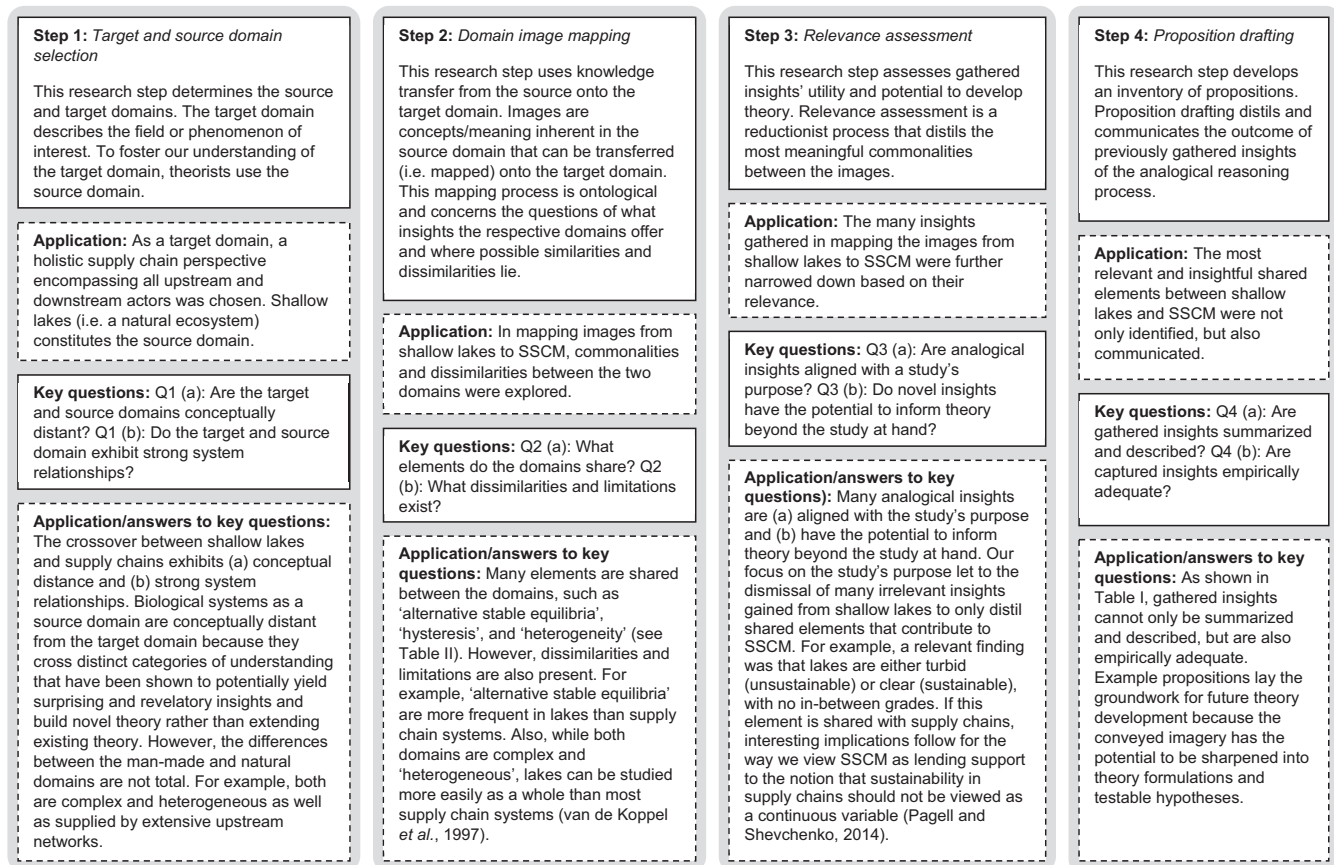 Step 1: Target and source domain
selection
This research step determines the source
and target domains. The target domain
describes the field or phenomenon of
interest. To foster our understanding of
the target domain, theorists use the
source domain.
Application: As a target domain, a
holistic supply chain perspective
encompassing all upstream and
downstream actors was chosen. Shallow
lakes (i.e. a natural ecosystem)
constitutes the source domain.
Key questions: Q1 (a): Are the target
and source domains conceptually
distant? Q1 (b): Do the target and source
domain exhibit strong system
relationships?
Application/answers to key questions:
The crossover between shallow lakes
and supply chains exhibits (a) conceptual
distance and (b) strong system
relationships. Biological systems as a
source domain are conceptually distant
from the target domain because they
cross distinct categories of understanding
that have been shown to potentially yield
surprising and revelatory insights and
build novel theory rather than extending
existing theory. However, the differences
between the man-made and natural
domains are not total. For example, both
are complex and heterogeneous as well
as supplied by extensive upstream
networks.
Step 2: Domain image mapping
This research step uses knowledge
transfer from the source onto the
target domain. Images are
concepts/meaning inherent in the
source domain that can be transferred
(i.e. mapped) onto the target domain.
This mapping process is ontological
and concerns the questions of what
insights the respective domains offer
and where possible similarities and
dissimilarities lie.
Application: In mapping images from
shallow lakes to SSCM, commonalities
and dissimilarities between the two
domains were explored.
Key questions: Q2 (a): What
elements do the domains share? Q2
(b): What dissimilarities and limitations
exist?
Application/answers to key
questions: Many elements are shared
between the domains, such as
‘alternative stable equilibria’,
‘hysteresis’, and ‘heterogeneity’ (see
Table II). However, dissimilarities and
limitations are also present. For
example, ‘alternative stable equilibria’
are more frequent in lakes than supply
chain systems. Also, while both
domains are complex and
‘heterogeneous’, lakes can be studied
more easily as a whole than most
supply chain systems (van de Koppel
et al., 1997).
Step 3: Relevance assessment
This research step assesses gathered
insights’ utility and potential to develop
theory. Relevance assessment is a
reductionist process that distils the
most meaningful commonalities
between the images.
Application: The many insights
gathered in mapping the images from
shallow lakes to SSCM were further
narrowed down based on their
relevance.
Key questions: Q3 (a): Are analogical
insights aligned with a study’s
purpose? Q3 (b): Do novel insights
have the potential to inform theory
beyond the study at hand?
Application/answers to key
questions): Many analogical insights
are (a) aligned with the study’s purpose
and (b) have the potential to inform
theory beyond the study at hand. Our
focus on the study’s purpose let to the
dismissal of many irrelevant insights
gained from shallow lakes to only distil
shared elements that contribute to
SSCM. For example, a relevant finding
was that lakes are either turbid
(unsustainable) or clear (sustainable),
with no in-between grades. If this
element is shared with supply chains,
interesting implications follow for the
way we view SSCM as lending support
to the notion that sustainability in
supply chains should not be viewed as
a continuous variable (Pagell and
Shevchenko, 2014).
Step 4: Proposition drafting
This research step develops
an inventory of propositions.
Proposition drafting distils and
communicates the outcome of
previously gathered insights
of the analogical reasoning
process.
Application: The most
relevant and insightful shared
elements between shallow
lakes and SSCM were not
only identified, but also
communicated.
Key questions: Q4 (a): Are
gathered insights summarized
and described? Q4 (b): Are
captured insights empirically
adequate?
Application/answers to key
questions: As shown in
Table I, gathered insights
cannot only be summarized
and described, but are also
empirically adequate.
Example propositions lay the
groundwork for future theory
development because the
conveyed imagery has the
potential to be sharpened into
theory formulations and
testable hypotheses.